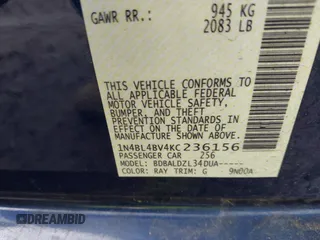 GAWR RR.: 945 KG
2083 LB
THIS VEHICLE CONFORMS TO
ALL APPLICABLE FEDERAL
MOTOR VEHICLE SAFETY,
BUMPER, AND THEFT
PREVENTION STANDARDS IN
EFFECT ON THE DATE OF
MANUFACTURE SHOWN ABOVE.
1N4BL4BV4KC236156
PASSENGER CAR 256
MODEL: BDBALDZL34DUA-----
COLOR: RAY TRIM: G 9N00A
DREAMBID